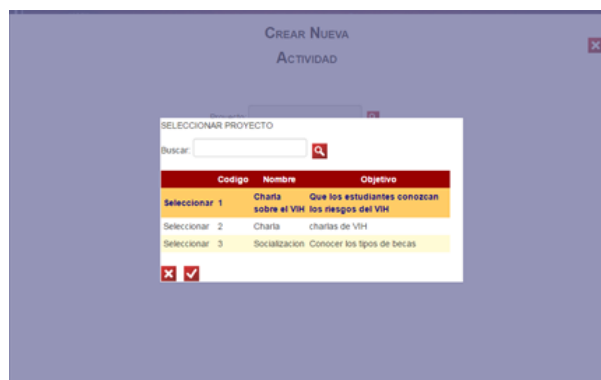 CREAR NUEVA
ACTIVIDAD
Proyecto
SELECCIONAR PROYECTO
Buscar:
Codigo Nombre Objetivo
Seleccionar 1 Charla sobre el VIH Que los estudiantes conozcan los riesgos del VIH
Seleccionar 2 Charla charlas de VIH
Seleccionar 3 Socializacion Conocer los tipos de becas